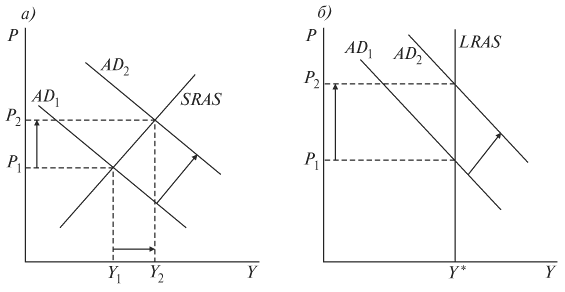 а)
P
AD₂
AD₁
SRAS
P₂
P₁
Y₁
Y₂
Y
б)
P
AD₁
AD₂
LRAS
P₂
P₁
Y*
Y